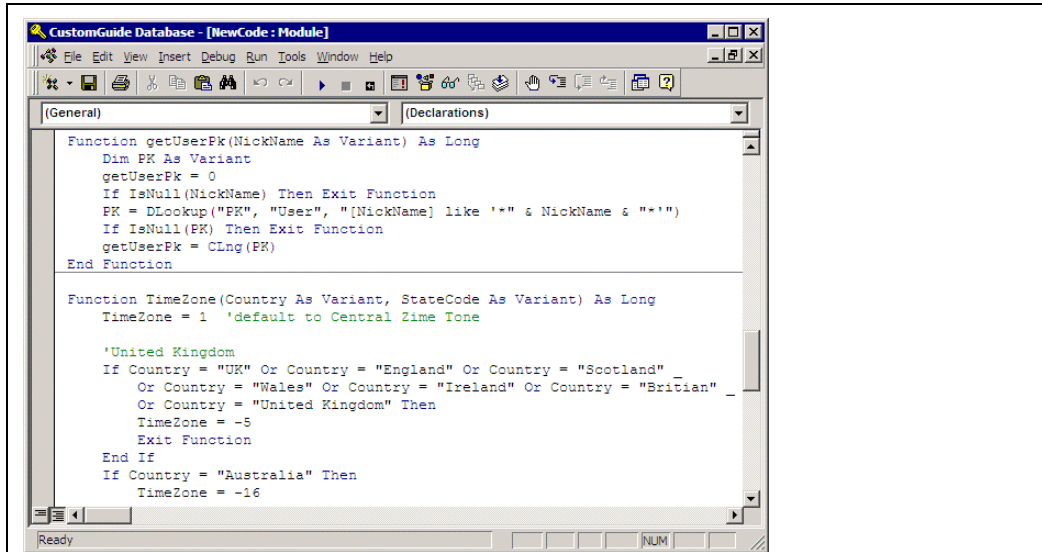 CustomGuide Database - [NewCode : Module]
File Edit View Insert Debug Run Tools Window Help
(General) (Declarations)
Function getUserPk(NickName As Variant) As Long
Dim PK As Variant
getUserPk = 0
If IsNull(NickName) Then Exit Function
PK = DLookup("PK", "User", "[NickName] like '*" & NickName & "*'")
If IsNull(PK) Then Exit Function
getUserPk = CLng(PK)
End Function
Function TimeZone(Country As Variant, StateCode As Variant) As Long
TimeZone = 1 'default to Central Zime Tone
'United Kingdom
If Country = "UK" Or Country = "England" Or Country = "Scotland" _
Or Country = "Wales" Or Country = "Ireland" Or Country = "Britian" _
Or Country = "United Kingdom" Then
TimeZone = -5
Exit Function
End If
If Country = "Australia" Then
TimeZone = -16
Ready NUM